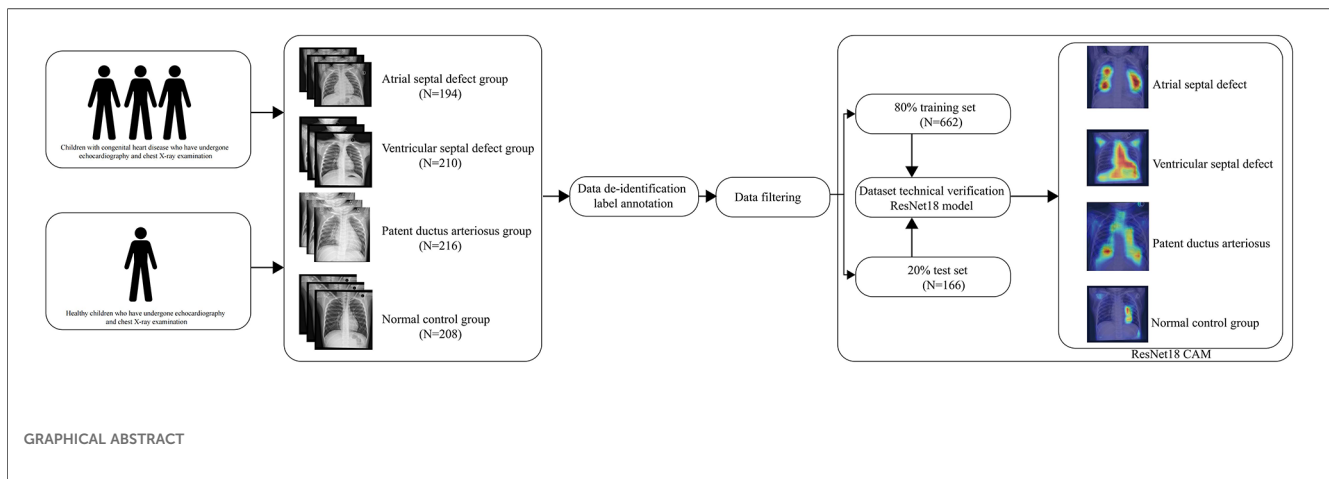 Children with congenital heart disease who have undergone
echocardiography and chest X-ray examination
Healthy children who have undergone echocardiography
and chest X-ray examination
Atrial septal defect group
(N=194)
Ventricular septal defect group
(N=210)
Patent ductus arteriosus group
(N=216)
Normal control group
(N=208)
Data de-identification
label annotation
Data filtering
80% training set
(N=662)
Dataset technical verification
ResNet18 model
20% test set
(N=166)
Atrial septal defect
Ventricular septal defect
Patent ductus arteriosus
Normal control group
ResNet18 CAM
GRAPHICAL ABSTRACT